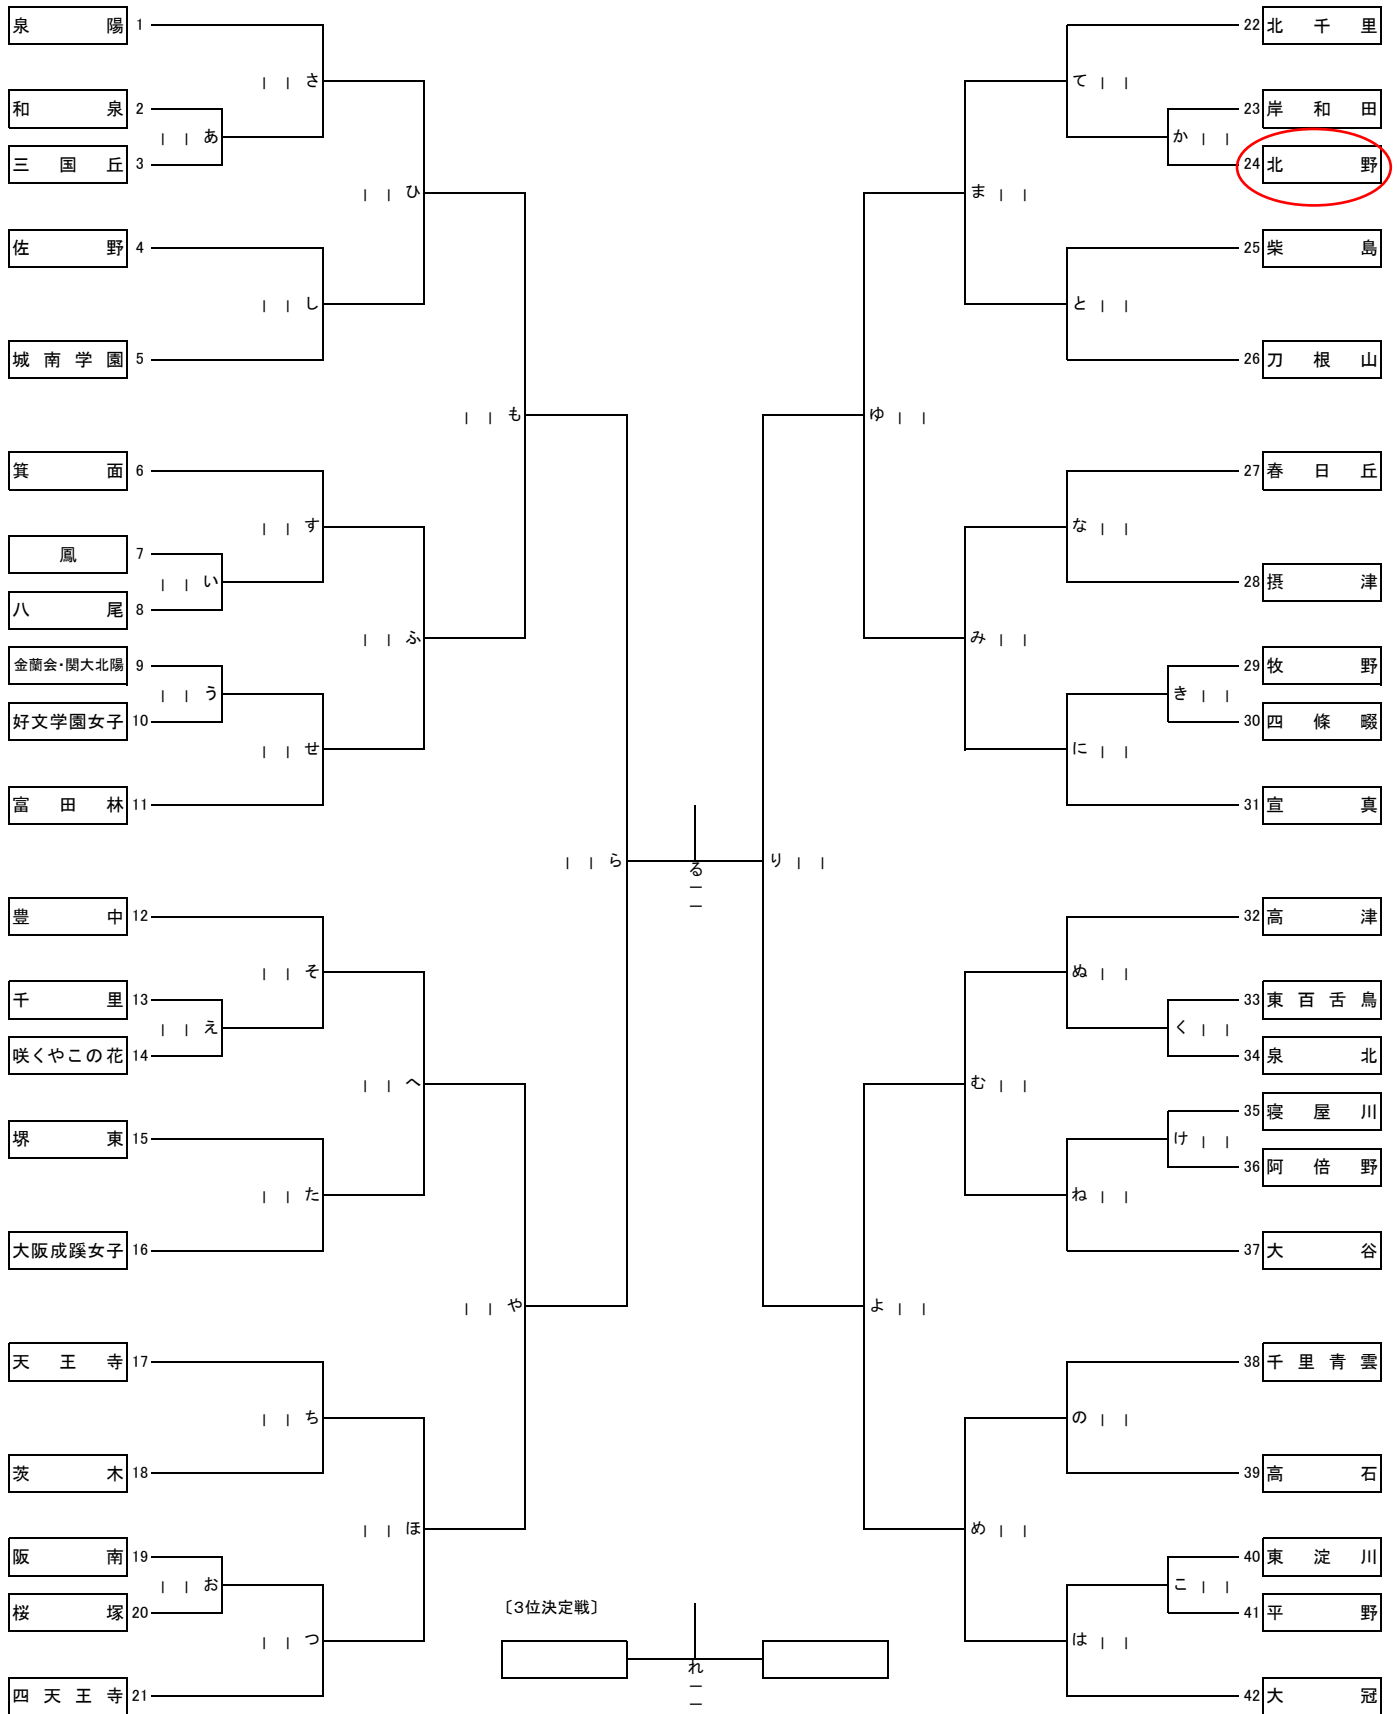 泉陽 1
さ
和泉 2
あ
三国丘 3
ひ
佐野 4
し
城南学園 5
も
箕面 6
す
鳳 7
い
八尾 8
ふ
金蘭会・関大北陽 9
う
好文学園女子 10
せ
富田林 11
ら
豊中 12
そ
千里 13
え
咲くやこの花 14
へ
堺東 15
た
大阪成蹊女子 16
や
天王寺 17
ち
茨木 18
ほ
阪南 19
お
桜塚 20
つ
四天王寺 21
る
〔3位決定戦〕
れ
22 北千里
て
23 岸和田
か
24 北野
ま
25 柴島
と
26 刀根山
ゆ
27 春日丘
な
28 摂津
み
29 牧野
き
30 四條畷
に
31 宣真
り
32 高津
ぬ
33 東百舌鳥
く
34 泉北
む
35 寝屋川
け
36 阿倍野
ね
37 大谷
よ
38 千里青雲
の
39 高石
め
40 東淀川
こ
41 平野
は
42 大冠